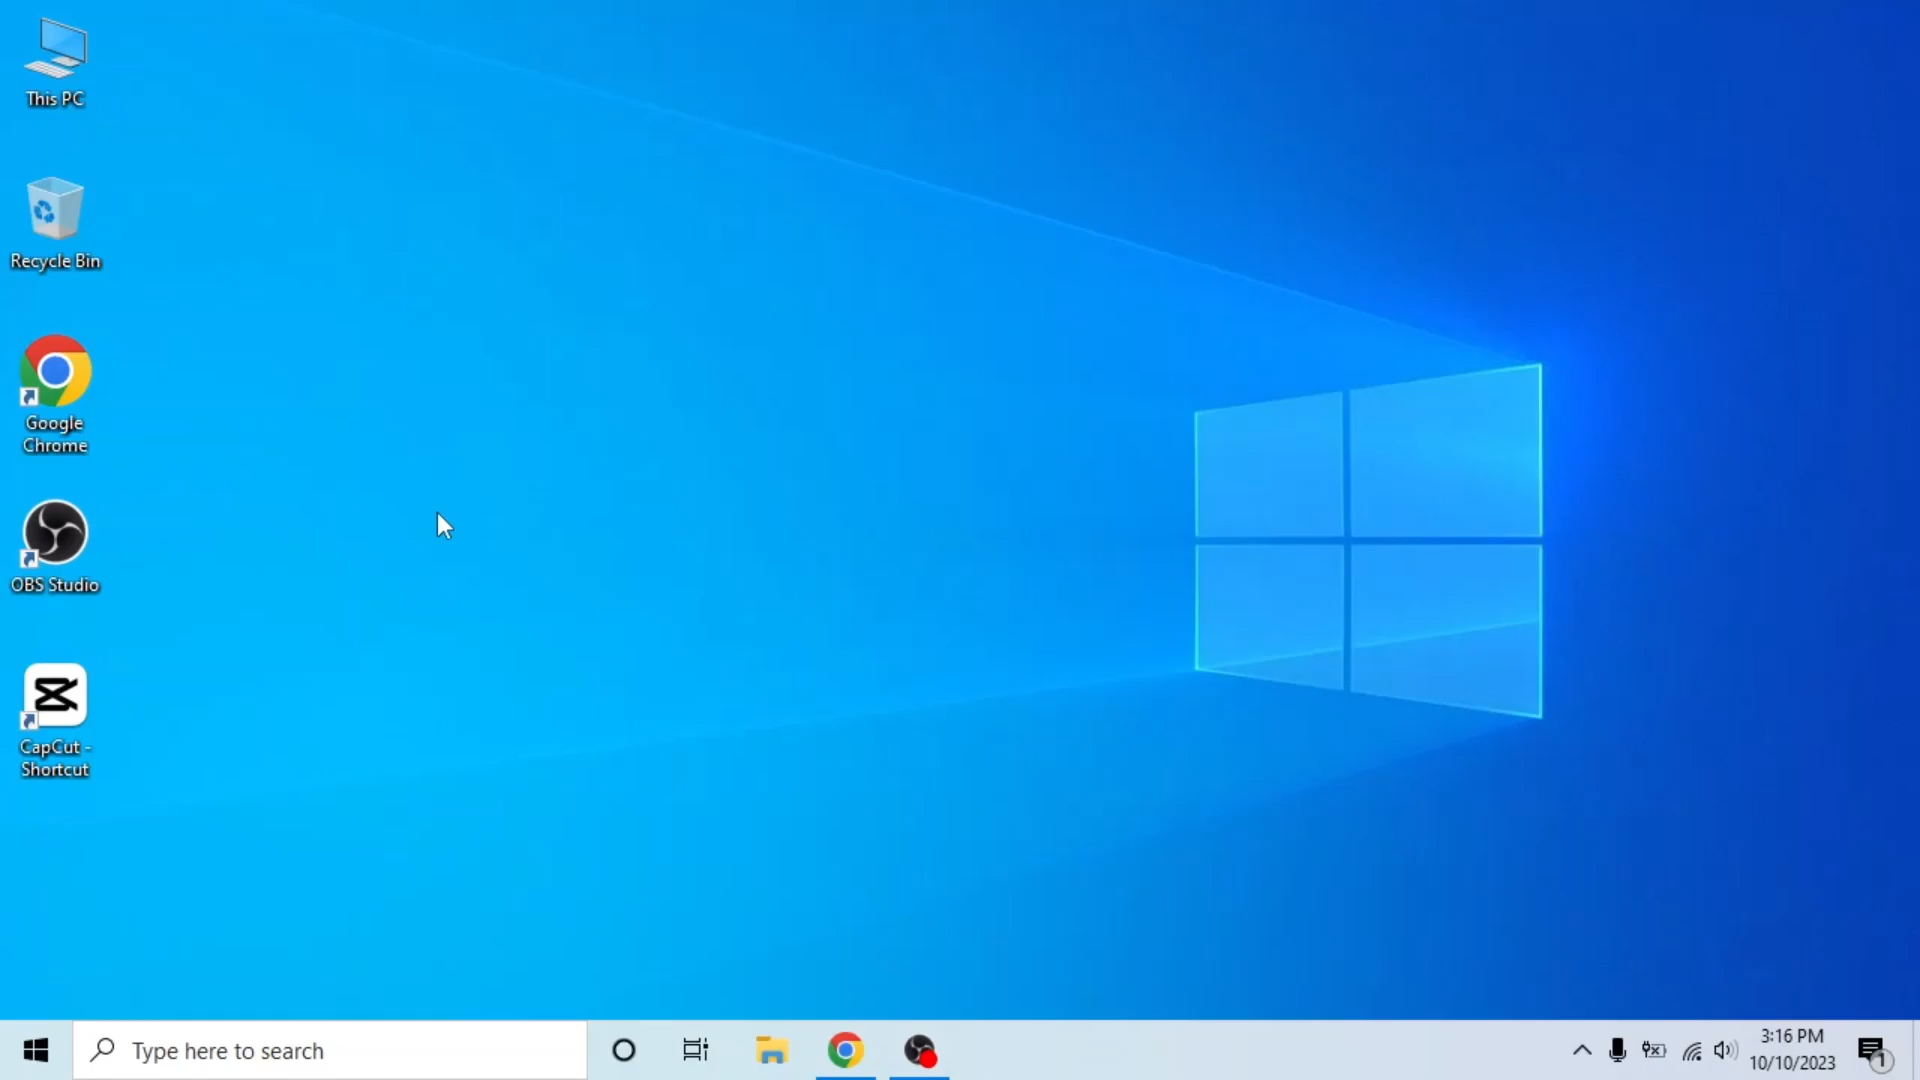 This PC
Recycle Bin
Google
Chrome
OBS Studio
CapCut -
Shortcut
Type here to search
3:16 PM
10/10/2023
1